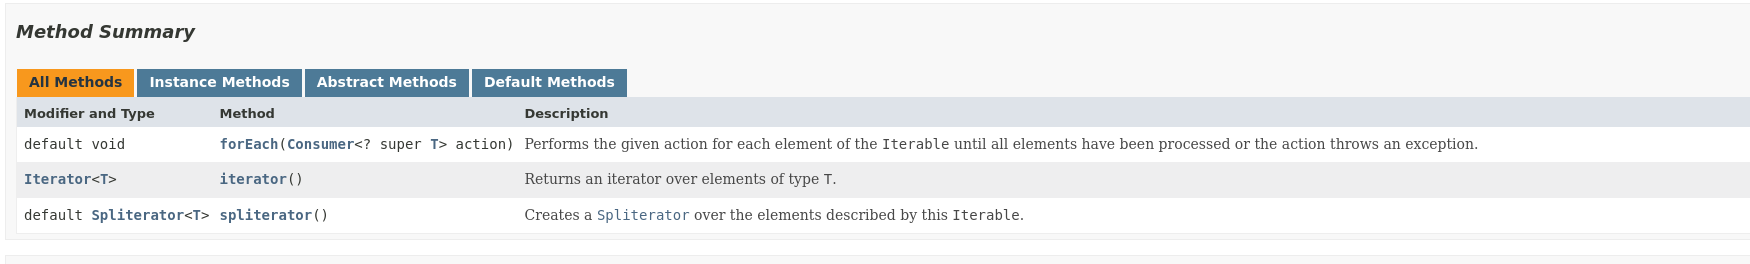 Method Summary
All Methods Instance Methods Abstract Methods Default Methods
Modifier and Type Method Description
default void forEach(Consumer<? super T> action) Performs the given action for each element of the Iterable until all elements have been processed or the action throws an exception.
Iterator<T> iterator() Returns an iterator over elements of type T.
default Spliterator<T> spliterator() Creates a Spliterator over the elements described by this Iterable.